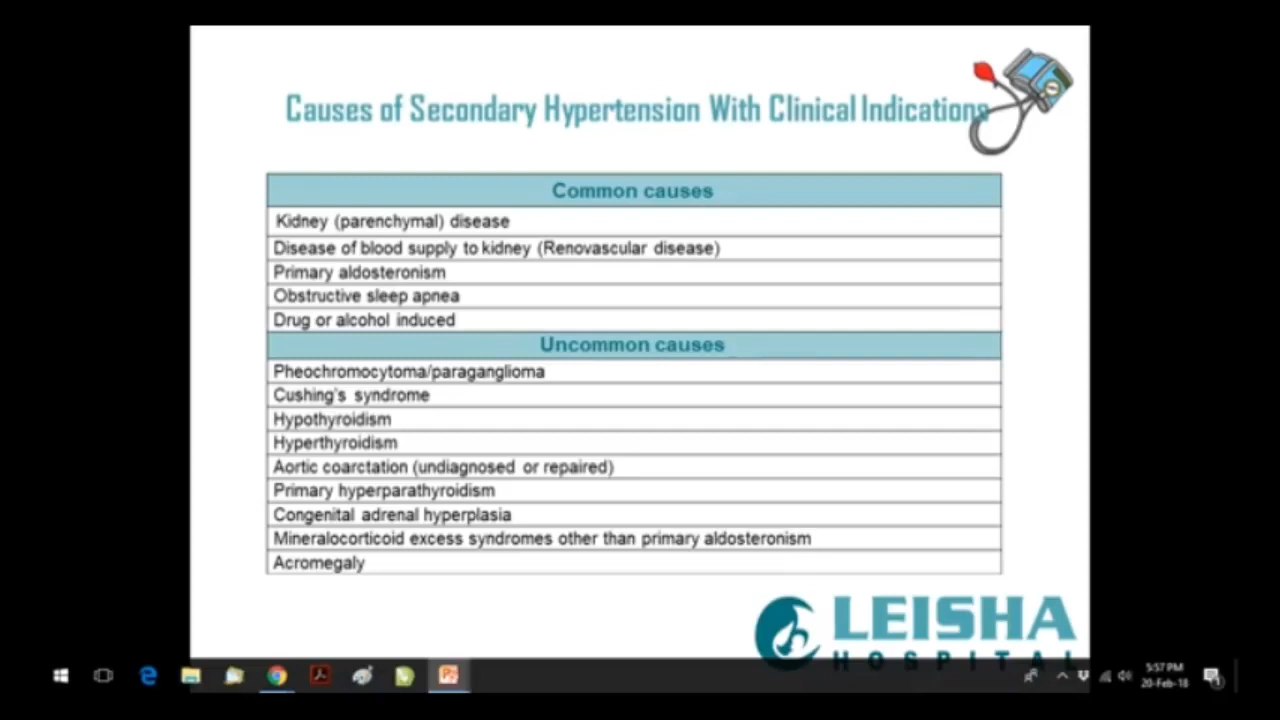 Causes of Secondary Hypertension With Clinical Indications
Common causes
Kidney (parenchymal) disease
Disease of blood supply to kidney (Renovascular disease)
Primary aldosteronism
Obstructive sleep apnea
Drug or alcohol induced
Uncommon causes
Pheochromocytoma/paraganglioma
Cushing's syndrome
Hypothyroidism
Hyperthyroidism
Aortic coarctation (undiagnosed or repaired)
Primary hyperparathyroidism
Congenital adrenal hyperplasia
Mineralocorticoid excess syndromes other than primary aldosteronism
Acromegaly
LEISHA
HOSPITAL
5:57 PM
20-Feb-18
1